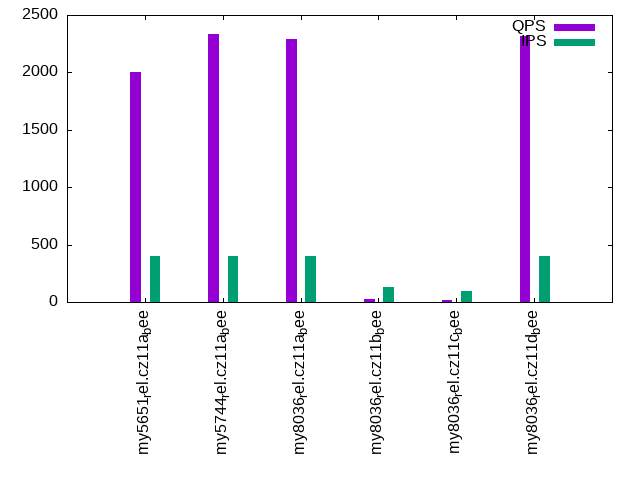 2500
2000
1500
1000
500
0
QPS
IPS
my5651rel.cz11abee
my5744rel.cz11abee
my8036rel.cz11abee
my8036rel.cz11bbee
my8036rel.cz11cbee
my8036rel.cz11dbee